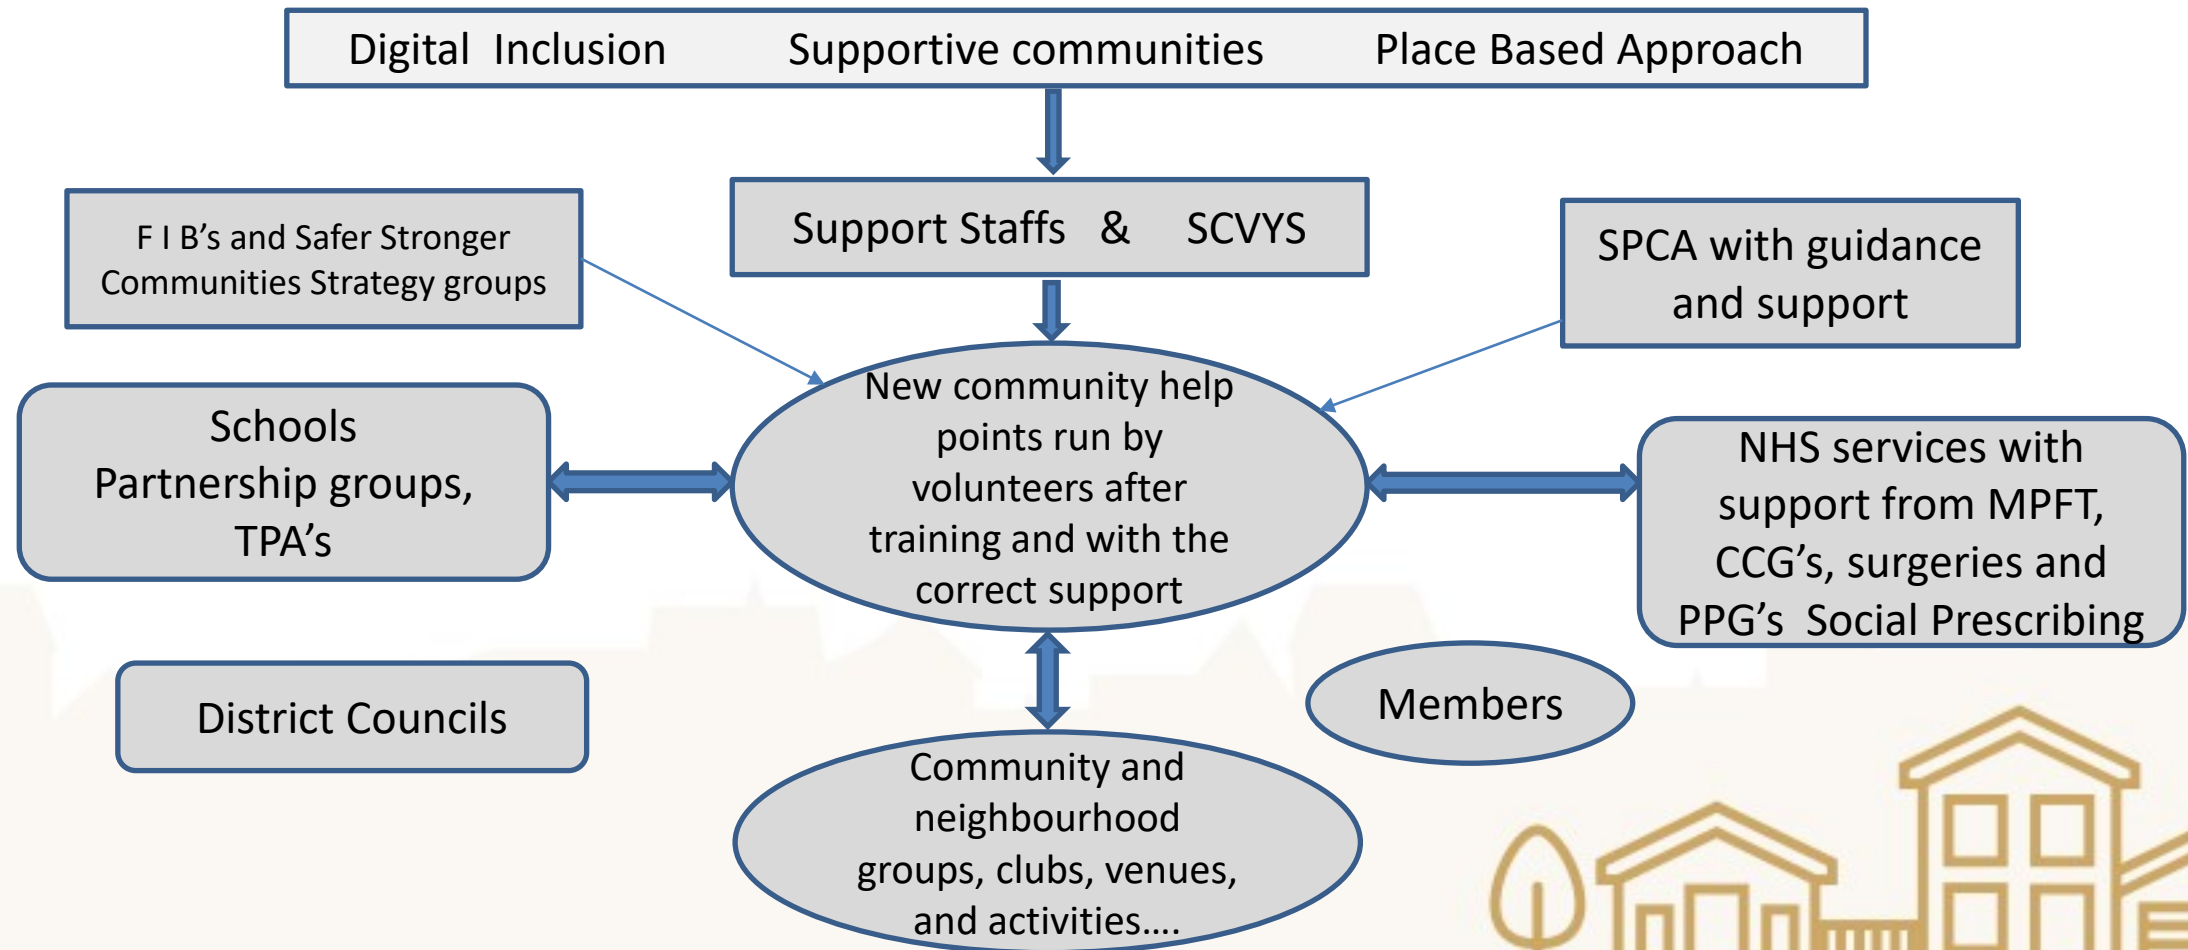 Digital Inclusion Supportive communities Place Based Approach
Support Staffs & SCVYS
F I B’s and Safer Stronger
Communities Strategy groups
SPCA with guidance
and support
New community help
points run by
volunteers after
training and with the
correct support
Schools
Partnership groups,
TPA’s
NHS services with
support from MPFT,
CCG’s, surgeries and
PPG’s Social Prescribing
District Councils
Members
Community and
neighbourhood
groups, clubs, venues,
and activities....